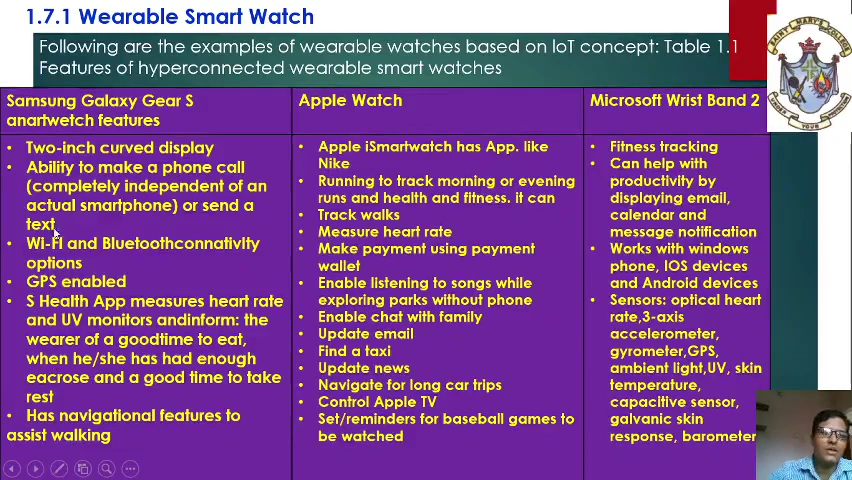 1.7.1 Wearable Smart Watch
Following are the examples of wearable watches based on IoT concept: Table 1.1
Features of hyperconnected wearable smart watches
Samsung Galaxy Gear S
anartwetch features
• Two-inch curved display
• Ability to make a phone call
(completely independent of an
actual smartphone) or send a
text
• Wi-Fi and Bluetoothconnativity
options
• GPS enabled
• S Health App measures heart rate
and UV monitors andinform: the
wearer of a goodtime to eat,
when he/she has had enough
eacrose and a good time to take
rest
• Has navigational features to
assist walking
Apple Watch
• Apple iSmartwatch has App. like
Nike
• Running to track morning or evening
runs and health and fitness. it can
• Track walks
• Measure heart rate
• Make payment using payment
wallet
• Enable listening to songs while
exploring parks without phone
• Enable chat with family
• Update email
• Find a taxi
• Update news
• Navigate for long car trips
• Control Apple TV
• Set/reminders for baseball games to
be watched
Microsoft Wrist Band 2
• Fitness tracking
• Can help with
productivity by
displaying email,
calendar and
message notification
• Works with windows
phone, IOS devices
and Android devices
• Sensors: optical heart
rate,3-axis
accelerometer,
gyrometer,GPS,
ambient light,UV, skin
temperature,
capacitive sensor,
galvanic skin
response, barometer